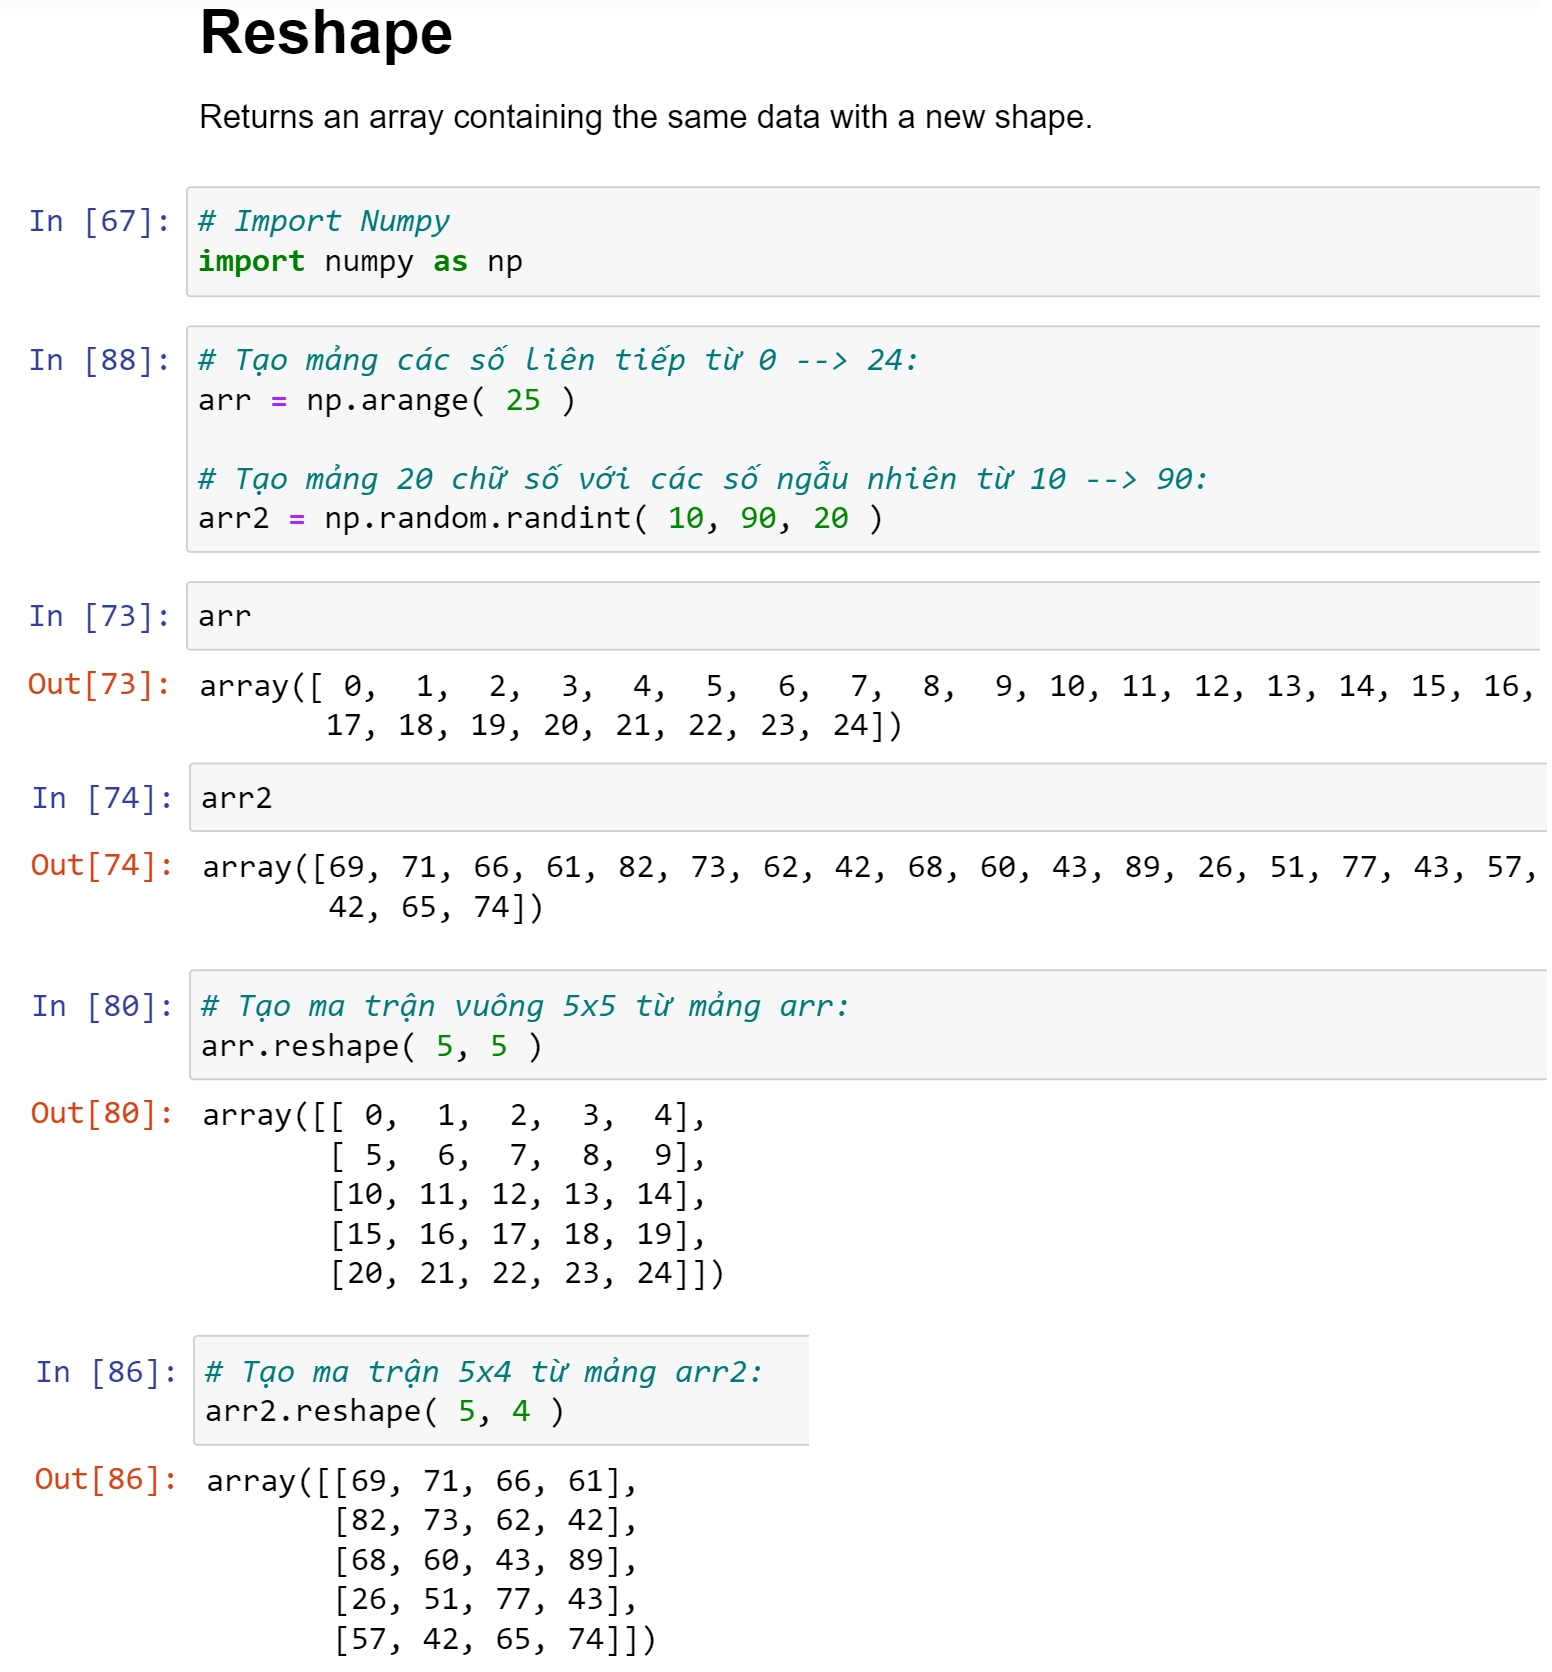 Reshape
Returns an array containing the same data with a new shape.
In [67]: # Import Numpy
import numpy as np
In [88]: # Tạo mảng các số liên tiếp từ 0 --> 24:
arr = np.arange( 25 )
# Tạo mảng 20 chữ số với các số ngẫu nhiên từ 10 --> 90:
arr2 = np.random.randint( 10, 90, 20 )
In [73]: arr
Out[73]: array([ 0,  1,  2,  3,  4,  5,  6,  7,  8,  9, 10, 11, 12, 13, 14, 15, 16,
17, 18, 19, 20, 21, 22, 23, 24])
In [74]: arr2
Out[74]: array([69, 71, 66, 61, 82, 73, 62, 42, 68, 60, 43, 89, 26, 51, 77, 43, 57,
42, 65, 74])
In [80]: # Tạo ma trận vuông 5x5 từ mảng arr:
arr.reshape( 5, 5 )
Out[80]: array([[ 0,  1,  2,  3,  4],
[ 5,  6,  7,  8,  9],
[10, 11, 12, 13, 14],
[15, 16, 17, 18, 19],
[20, 21, 22, 23, 24]])
In [86]: # Tạo ma trận 5x4 từ mảng arr2:
arr2.reshape( 5, 4 )
Out[86]: array([[69, 71, 66, 61],
[82, 73, 62, 42],
[68, 60, 43, 89],
[26, 51, 77, 43],
[57, 42, 65, 74]])